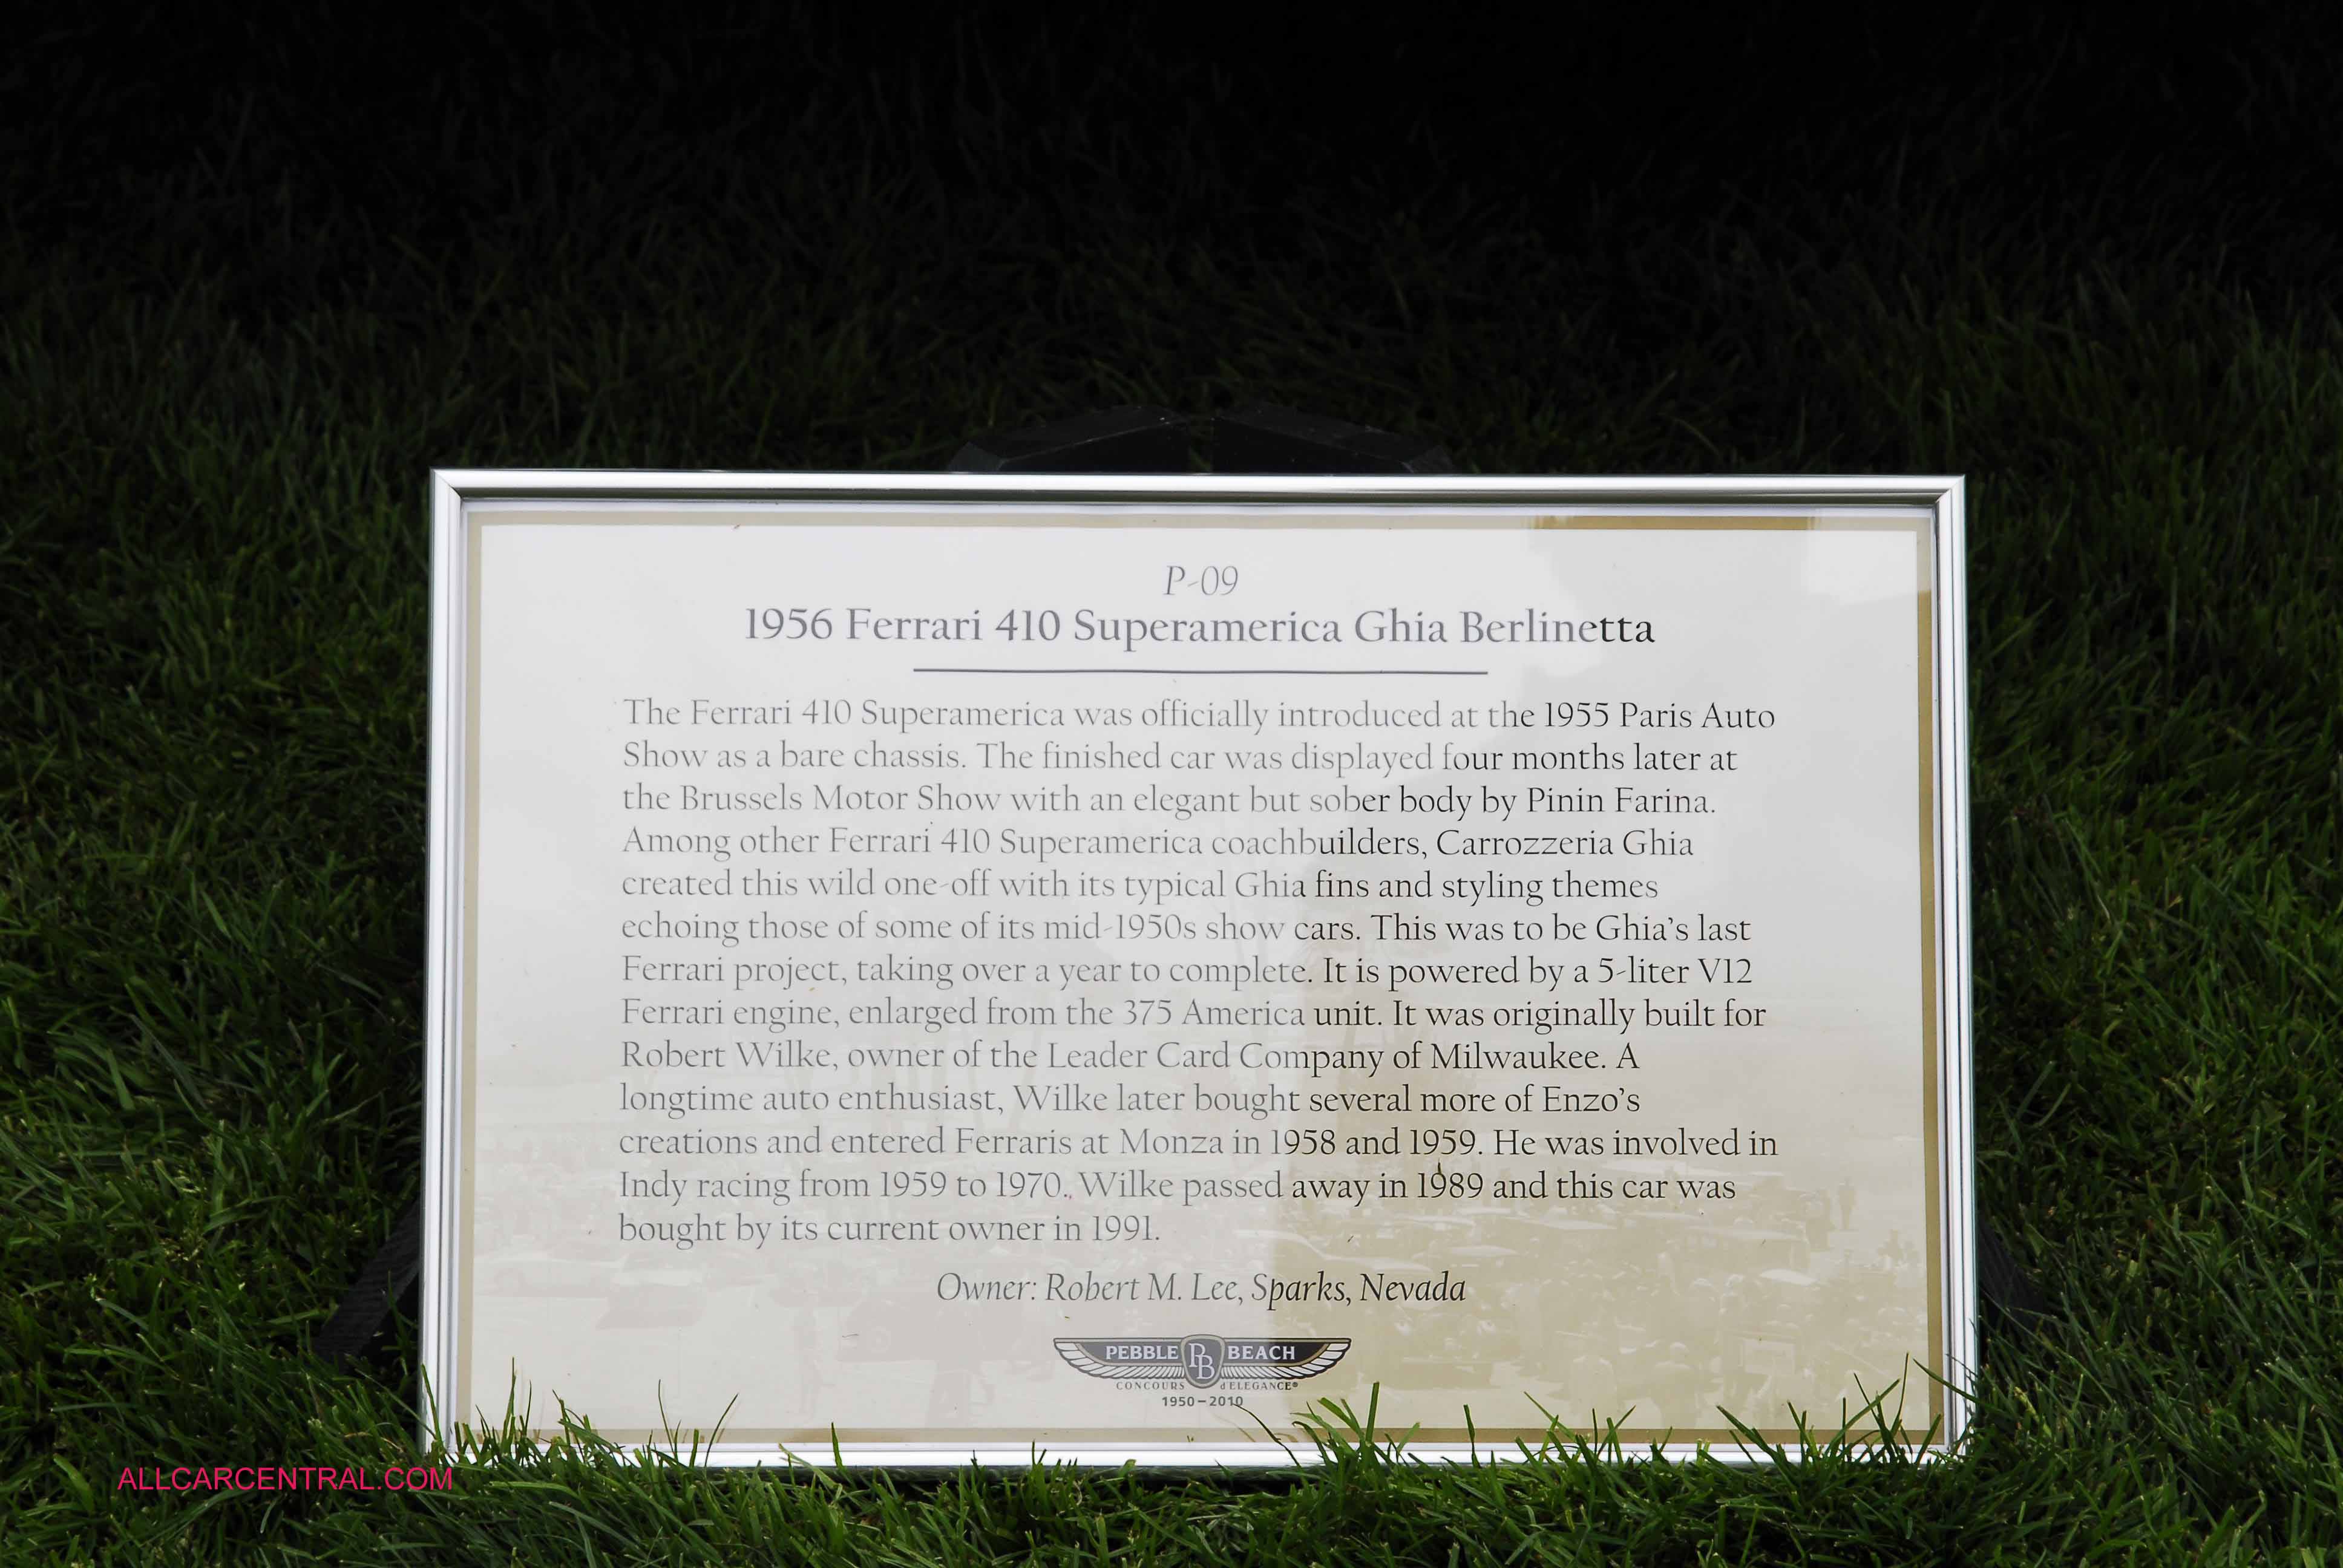 P-09
1956 Ferrari 410 Superamerica Ghia Berlinetta
The Ferrari 410 Superamerica was officially introduced at the 1955 Paris Auto
Show as a bare chassis. The finished car was displayed four months later at
the Brussels Motor Show with an elegant but sober body by Pinin Farina.
Among other Ferrari 410 Superamerica coachbuilders, Carrozzeria Ghia
created this wild one-off with its typical Ghia fins and styling themes
echoing those of some of its mid-1950s show cars. This was to be Ghia's last
Ferrari project, taking over a year to complete. It is powered by a 5-liter V12
Ferrari engine, enlarged from the 375 America unit. It was originally built for
Robert Wilke, owner of the Leader Card Company of Milwaukee. A
longtime auto enthusiast, Wilke later bought several more of Enzo's
creations and entered Ferraris at Monza in 1958 and 1959. He was involved in
Indy racing from 1959 to 1970. Wilke passed away in 1989 and this car was
bought by its current owner in 1991.
Owner: Robert M. Lee, Sparks, Nevada
PEBBLE PB BEACH
CONCOURS d'ELEGANCE®
1950–2010
ALLCARCENTRAL.COM